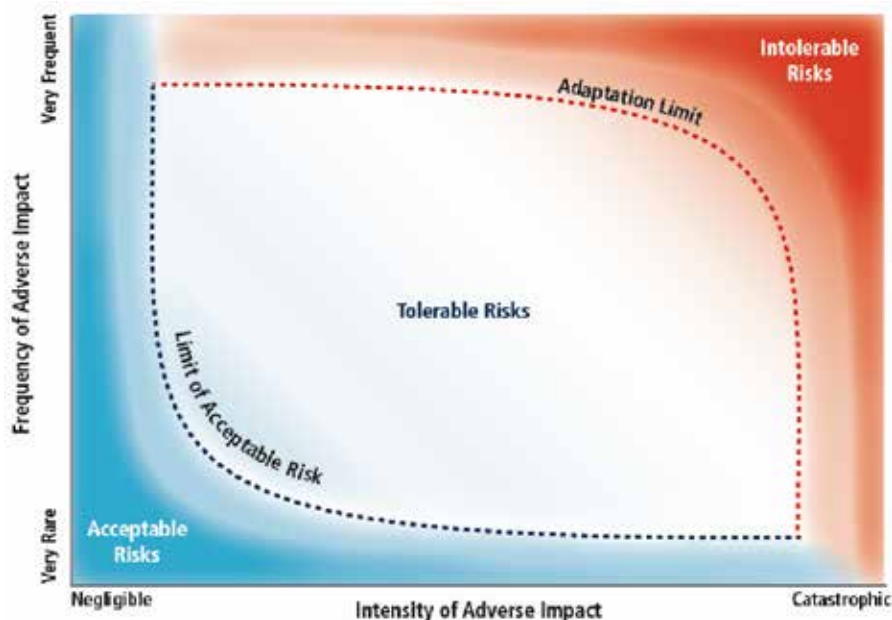 Very Frequent
Intolerable
Risks
Adaptation Limit
Frequency of Adverse Impact
Tolerable Risks
Limit of Acceptable Risk
Very Rare
Acceptable
Risks
Negligible
Intensity of Adverse Impact
Catastrophic